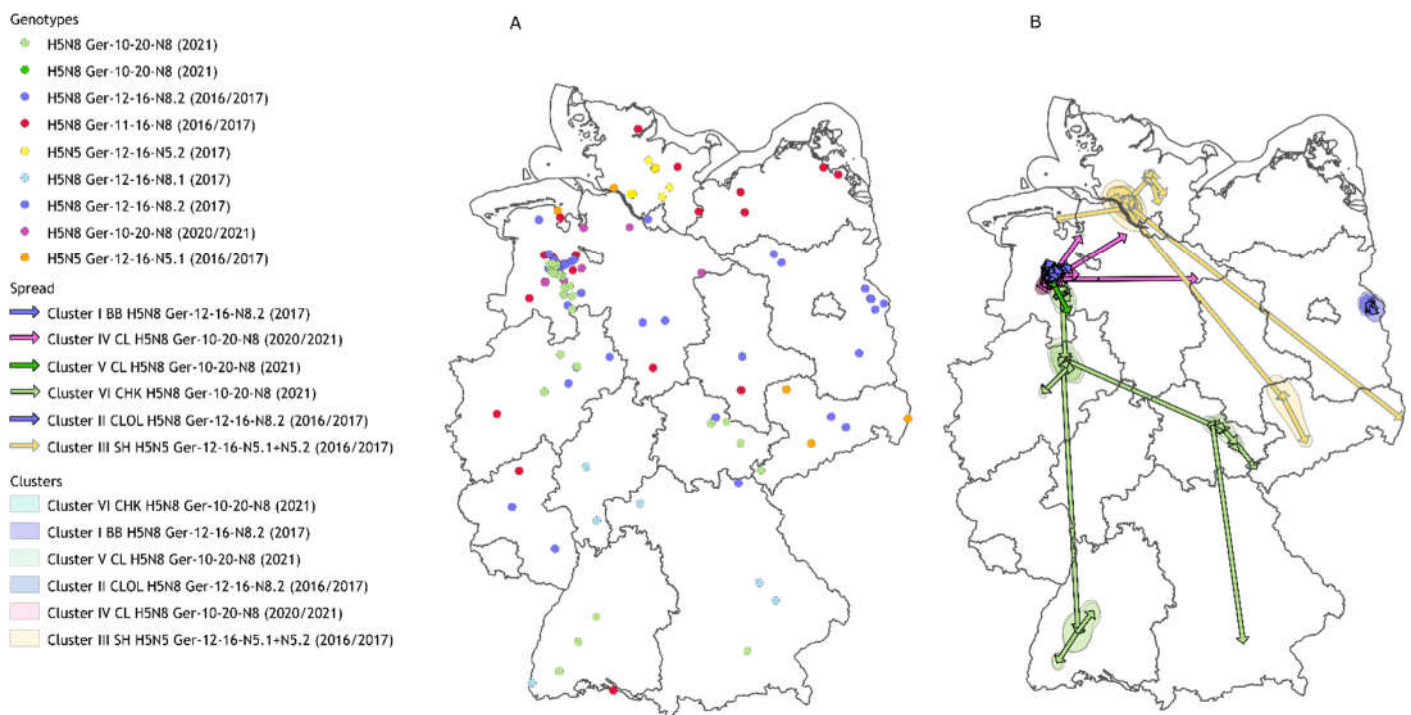 Genotypes
H5N8 Ger-10-20-N8 (2021)
H5N8 Ger-10-20-N8 (2021)
H5N8 Ger-12-16-N8.2 (2016/2017)
H5N8 Ger-11-16-N8 (2016/2017)
H5N5 Ger-12-16-N5.2 (2017)
H5N8 Ger-12-16-N8.1 (2017)
H5N8 Ger-12-16-N8.2 (2017)
H5N8 Ger-10-20-N8 (2020/2021)
H5N5 Ger-12-16-N5.1 (2016/2017)
Spread
Cluster I BB H5N8 Ger-12-16-N8.2 (2017)
Cluster IV CL H5N8 Ger-10-20-N8 (2020/2021)
Cluster V CL H5N8 Ger-10-20-N8 (2021)
Cluster VI CHK H5N8 Ger-10-20-N8 (2021)
Cluster II CLOL H5N8 Ger-12-16-N8.2 (2016/2017)
Cluster III SH H5N5 Ger-12-16-N5.1+N5.2 (2016/2017)
Clusters
Cluster VI CHK H5N8 Ger-10-20-N8 (2021)
Cluster I BB H5N8 Ger-12-16-N8.2 (2017)
Cluster V CL H5N8 Ger-10-20-N8 (2021)
Cluster II CLOL H5N8 Ger-12-16-N8.2 (2016/2017)
Cluster IV CL H5N8 Ger-10-20-N8 (2020/2021)
Cluster III SH H5N5 Ger-12-16-N5.1+N5.2 (2016/2017)
A
B